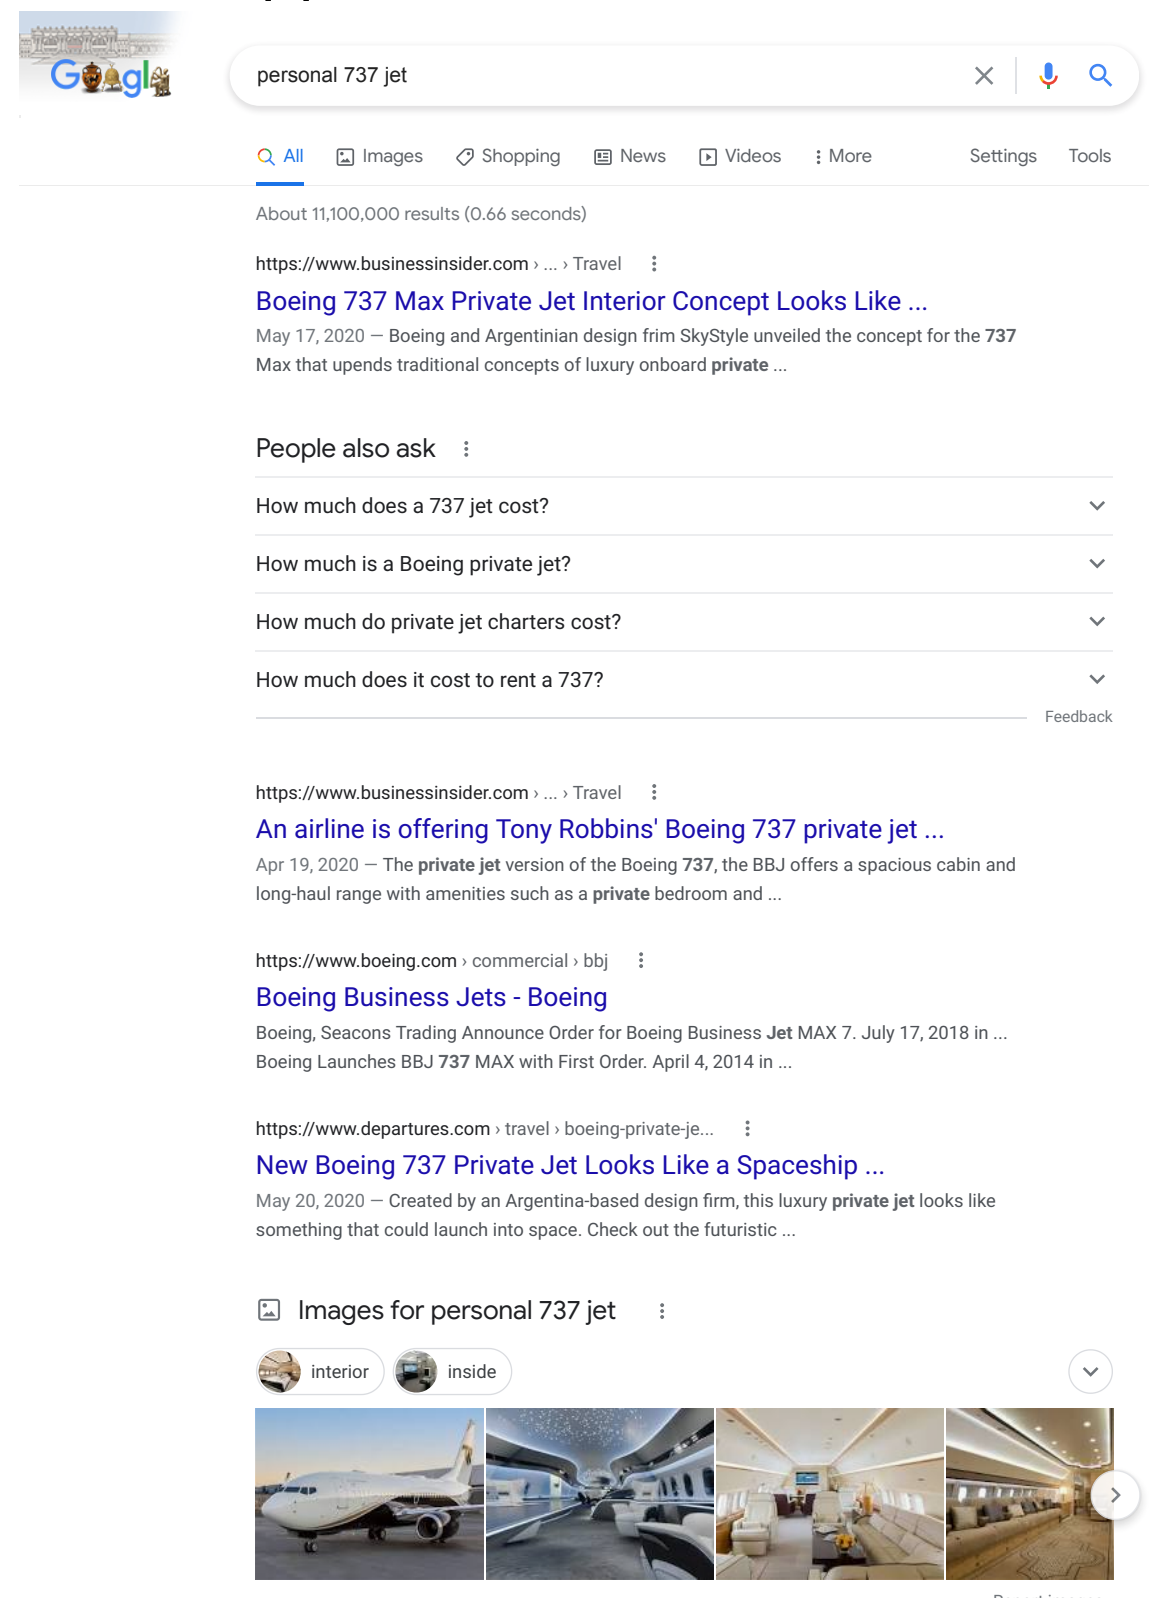 Google
personal 737 jet
All Images Shopping News Videos More Settings Tools
About 11,100,000 results (0.66 seconds)
https://www.businessinsider.com › ... › Travel
Boeing 737 Max Private Jet Interior Concept Looks Like ...
May 17, 2020 — Boeing and Argentinian design frim SkyStyle unveiled the concept for the 737
Max that upends traditional concepts of luxury onboard private ...
People also ask
How much does a 737 jet cost?
How much is a Boeing private jet?
How much do private jet charters cost?
How much does it cost to rent a 737?
Feedback
https://www.businessinsider.com › ... › Travel
An airline is offering Tony Robbins' Boeing 737 private jet ...
Apr 19, 2020 — The private jet version of the Boeing 737, the BBJ offers a spacious cabin and
long-haul range with amenities such as a private bedroom and ...
https://www.boeing.com › commercial › bbj
Boeing Business Jets - Boeing
Boeing, Seacons Trading Announce Order for Boeing Business Jet MAX 7. July 17, 2018 in ...
Boeing Launches BBJ 737 MAX with First Order. April 4, 2014 in ...
https://www.departures.com › travel › boeing-private-je...
New Boeing 737 Private Jet Looks Like a Spaceship ...
May 20, 2020 — Created by an Argentina-based design firm, this luxury private jet looks like
something that could launch into space. Check out the futuristic ...
Images for personal 737 jet
interior inside